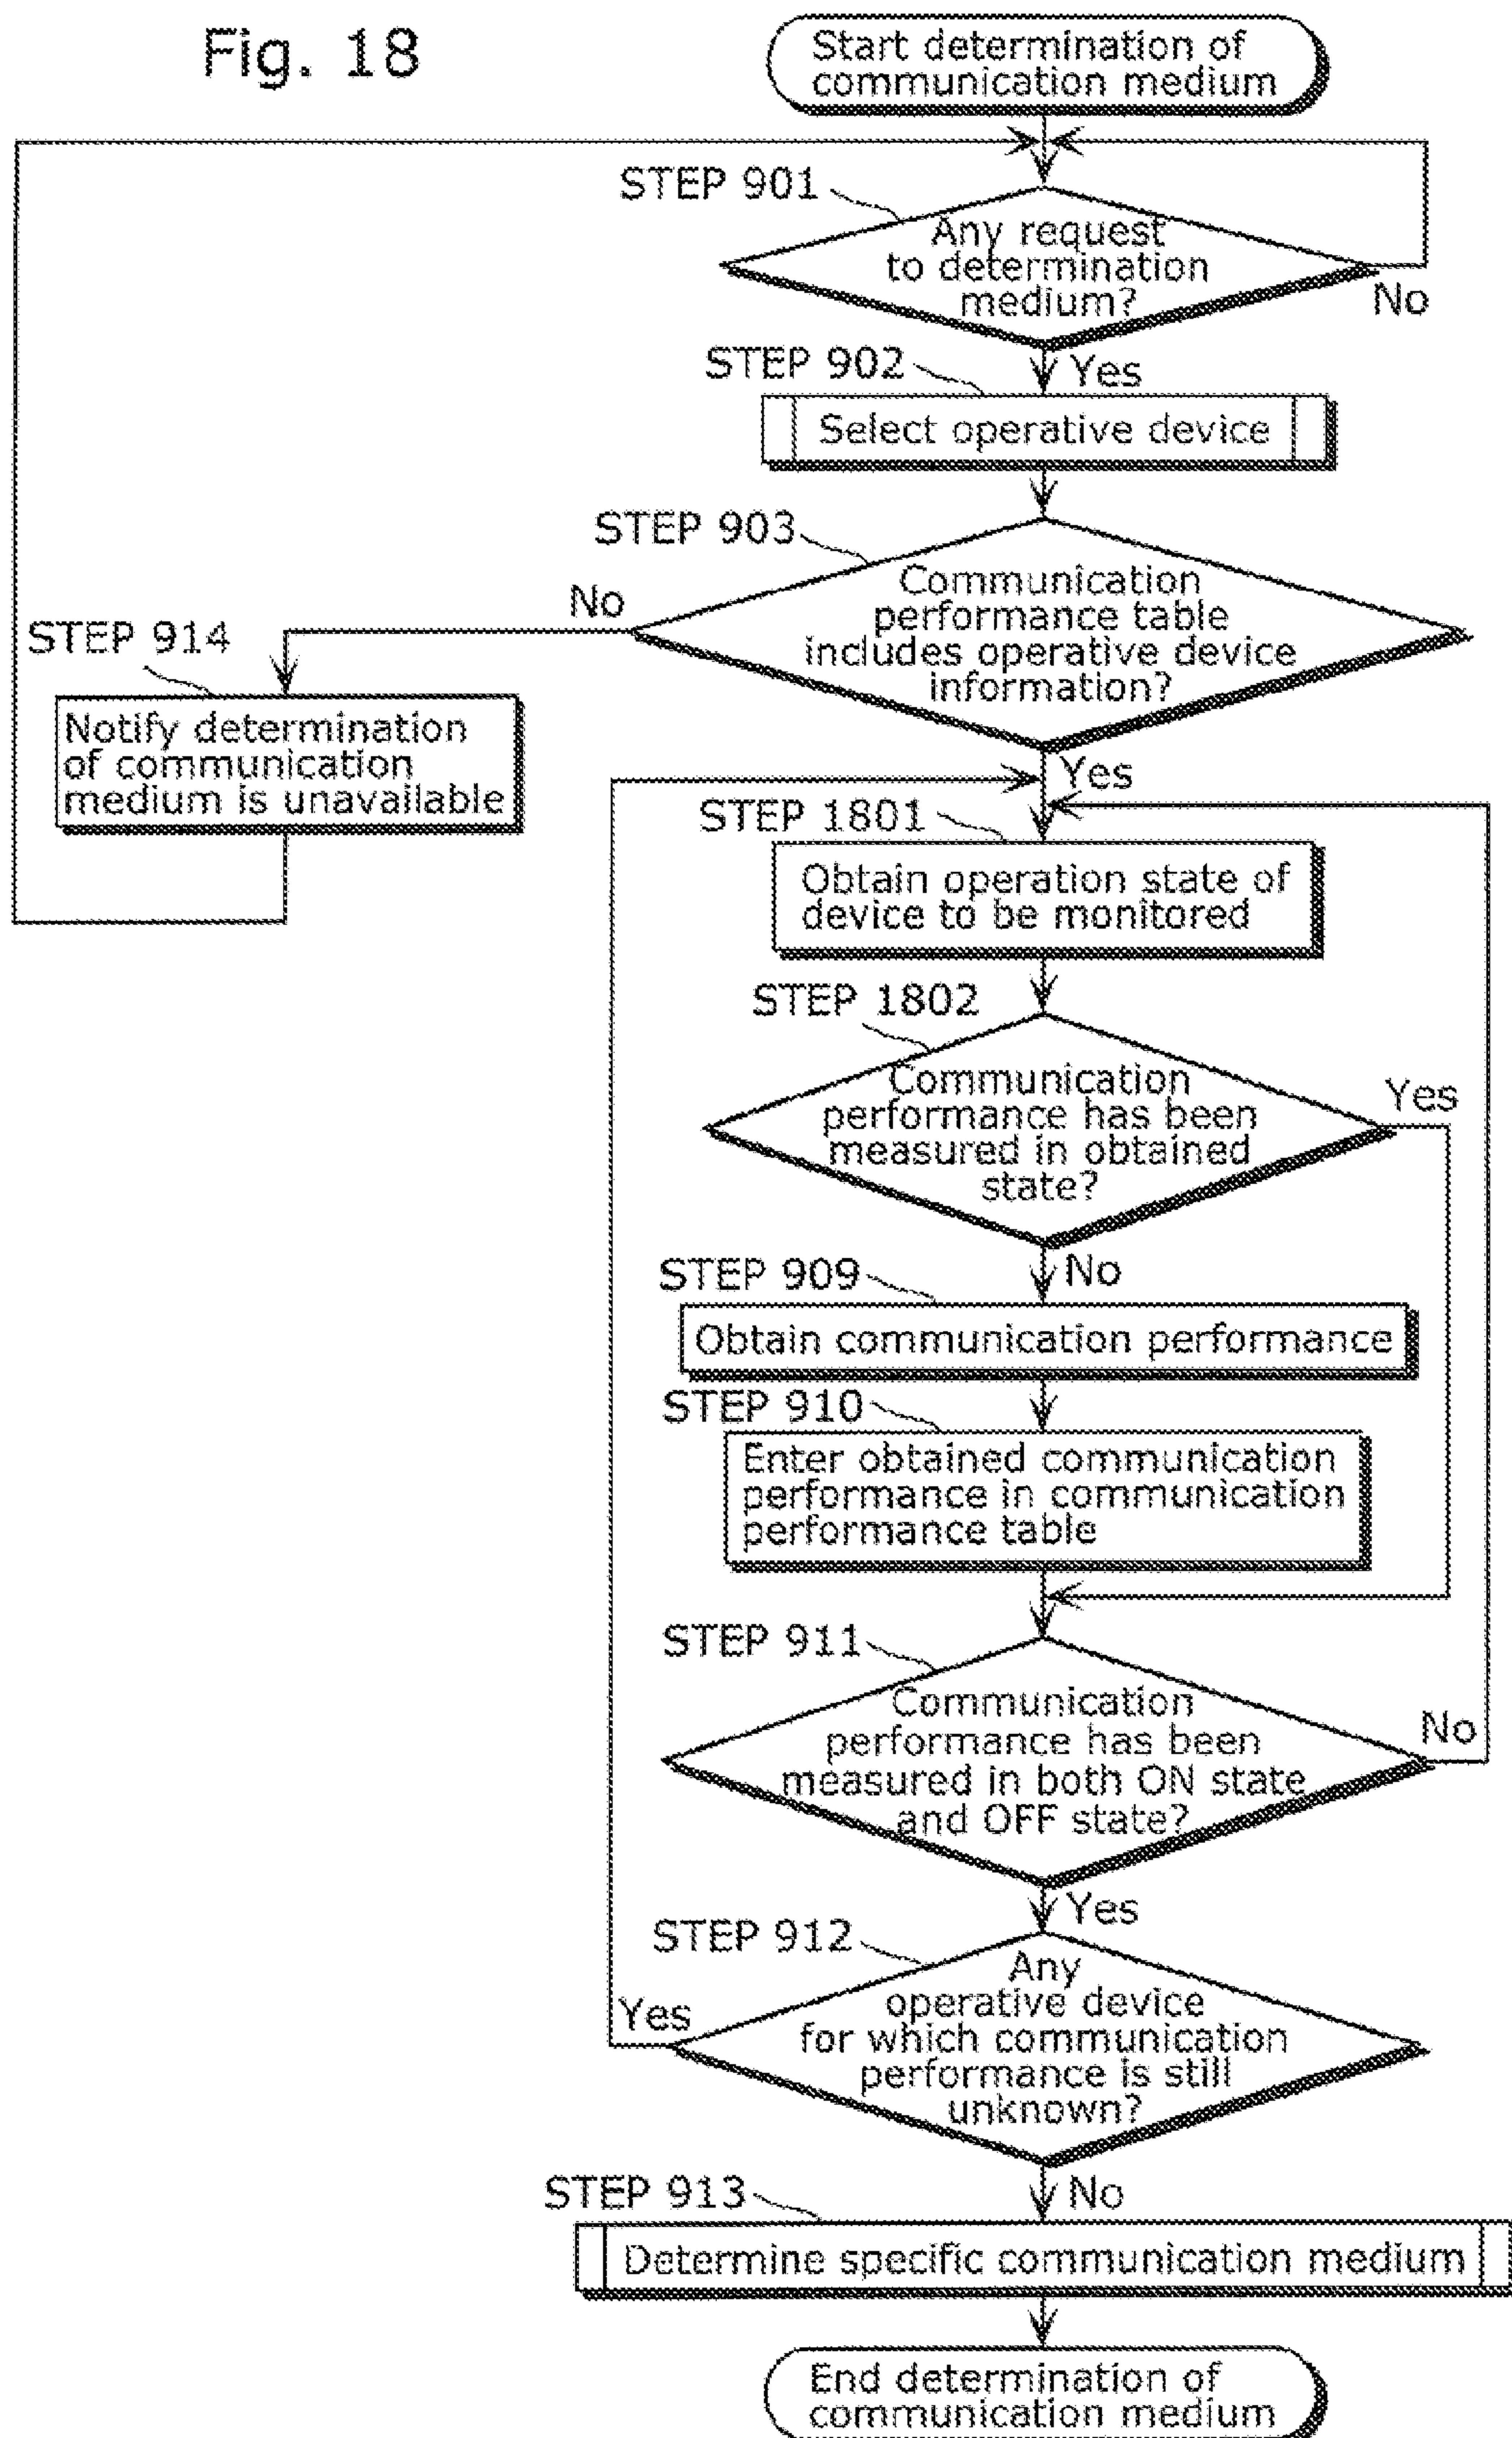 Fig. 18
Start determination of
communication medium
STEP 901
Any request
to determination
medium?
No
Yes
STEP 902
Select operative device
STEP 903
Communication
performance table
includes operative device
information?
No
STEP 914
Notify determination
of communication
medium is unavailable
Yes
STEP 1801
Obtain operation state of
device to be monitored
STEP 1802
Communication
performance has been
measured in obtained
state?
Yes
No
STEP 909
Obtain communication performance
STEP 910
Enter obtained communication
performance in communication
performance table
STEP 911
Communication
performance has been
measured in both ON state
and OFF state?
No
Yes
STEP 912
Any
operative device
for which communication
performance is still
unknown?
Yes
No
STEP 913
Determine specific communication medium
End determination of
communication medium